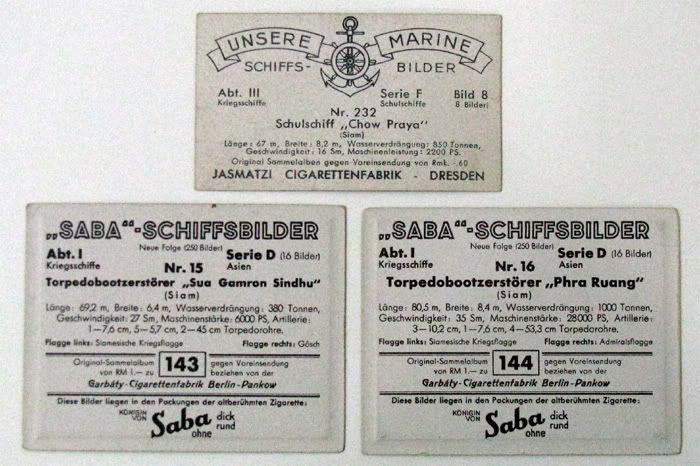 UNSERE MARINE
SCHIFFS- BILDER
Abt. III Serie F Bild 8
Kriegsschiffe Schulschiffe 8 Bilder)
Nr. 232
Schulschiff „Chow Praya"
(Siam)
Länge: 67 m, Breite: 8,2 m, Wasserverdrängung: 850 Tonnen,
Geschwindigkeit: 16 Sm, Maschinenleistung: 2200 PS.
Original Sammelalben gegen Voreinsendung von Rmk. -.60
JASMATZI CIGARETTENFABRIK - DRESDEN
„SABA"-SCHIFFSBILDER
Neue Folge (250 Bilder)
Abt. I Serie D (16 Bilder)
Kriegsschiffe Nr. 15 Asien
Torpedobootzerstörer „Sua Gamron Sindhu"
(Siam)
Länge: 69,2 m, Breite: 6,4 m, Wasserverdrängung: 380 Tonnen,
Geschwindigkeit: 27 Sm, Maschinenstärke: 6000 PS, Artillerie:
1—7,6 cm, 5—5,7 cm, 2—45 cm Torpedorohre.
Flagge links: Siamesische Kriegsflagge Flagge rechts: Gösch
Original-Sammelalbum 143 gegen Voreinsendung
von RM 1.— zu beziehen von der
Garbáty-Cigarettenfabrik Berlin-Pankow
Diese Bilder liegen in den Packungen der altberühmten Zigarette:
KÖNIGIN VON Saba dick
rund
ohne
„SABA"-SCHIFFSBILDER
Neue Folge (250 Bilder)
Abt. I Serie D (16 Bilder)
Kriegsschiffe Nr. 16 Asien
Torpedobootzerstörer „Phra Ruang"
(Siam)
Länge: 80,5 m, Breite: 8,4 m, Wasserverdrängung: 1000 Tonnen,
Geschwindigkeit: 35 Sm, Maschinenstärke: 28000 PS, Artillerie:
3—10,2 cm, 1—7,6 cm, 4—53,3 cm Torpedorohre.
Flagge links: Siamesische Kriegsflagge Flagge rechts: Admiralsflagge
Original-Sammelalbum 144 gegen Voreinsendung
von RM 1.— zu beziehen von der
Garbáty-Cigarettenfabrik Berlin-Pankow
Diese Bilder liegen in den Packungen der altberühmten Zigarette:
KÖNIGIN VON Saba dick
rund
ohne